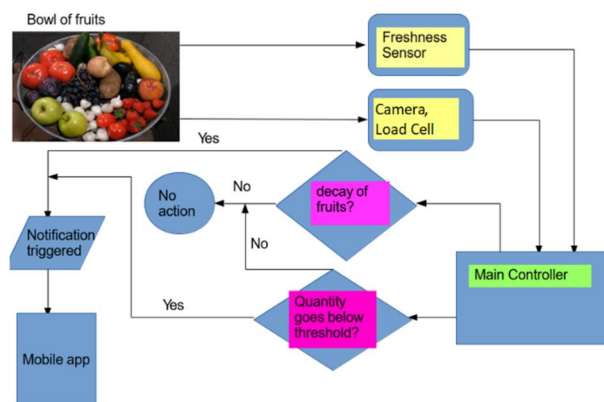 Bowl of fruits
Freshness
Sensor
Camera,
Load Cell
Yes
No
action
No
decay of
fruits?
No
Notification
triggered
Main Controller
Yes
Quantity
goes below
threshold?
Mobile app